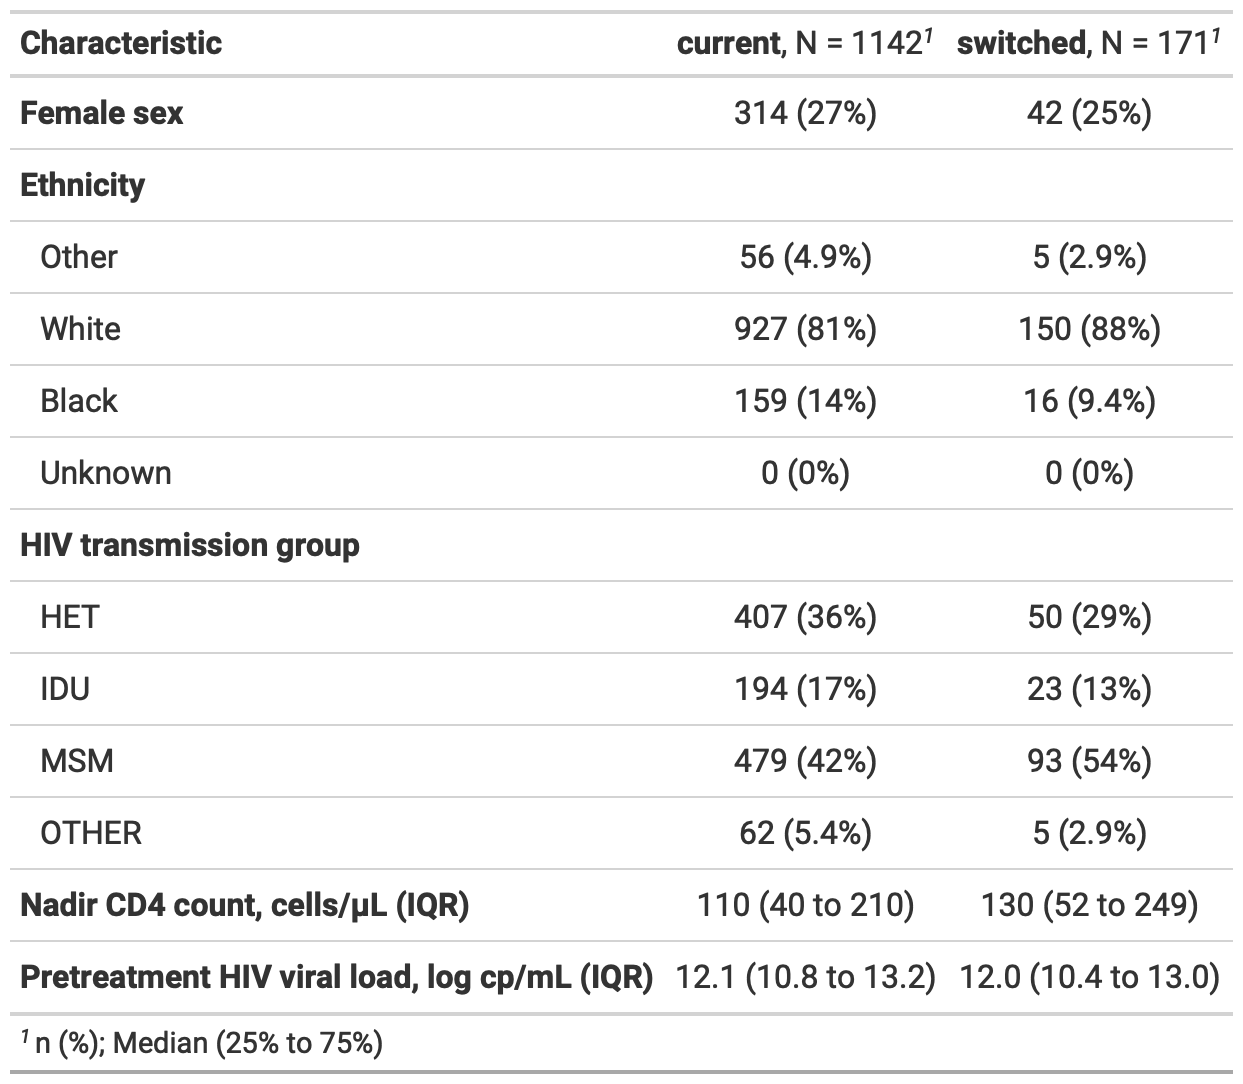 Characteristic current, N = 1142¹ switched, N = 171¹
Female sex 314 (27%) 42 (25%)
Ethnicity
Other 56 (4.9%) 5 (2.9%)
White 927 (81%) 150 (88%)
Black 159 (14%) 16 (9.4%)
Unknown 0 (0%) 0 (0%)
HIV transmission group
HET 407 (36%) 50 (29%)
IDU 194 (17%) 23 (13%)
MSM 479 (42%) 93 (54%)
OTHER 62 (5.4%) 5 (2.9%)
Nadir CD4 count, cells/µL (IQR) 110 (40 to 210) 130 (52 to 249)
Pretreatment HIV viral load, log cp/mL (IQR) 12.1 (10.8 to 13.2) 12.0 (10.4 to 13.0)
¹ n (%); Median (25% to 75%)